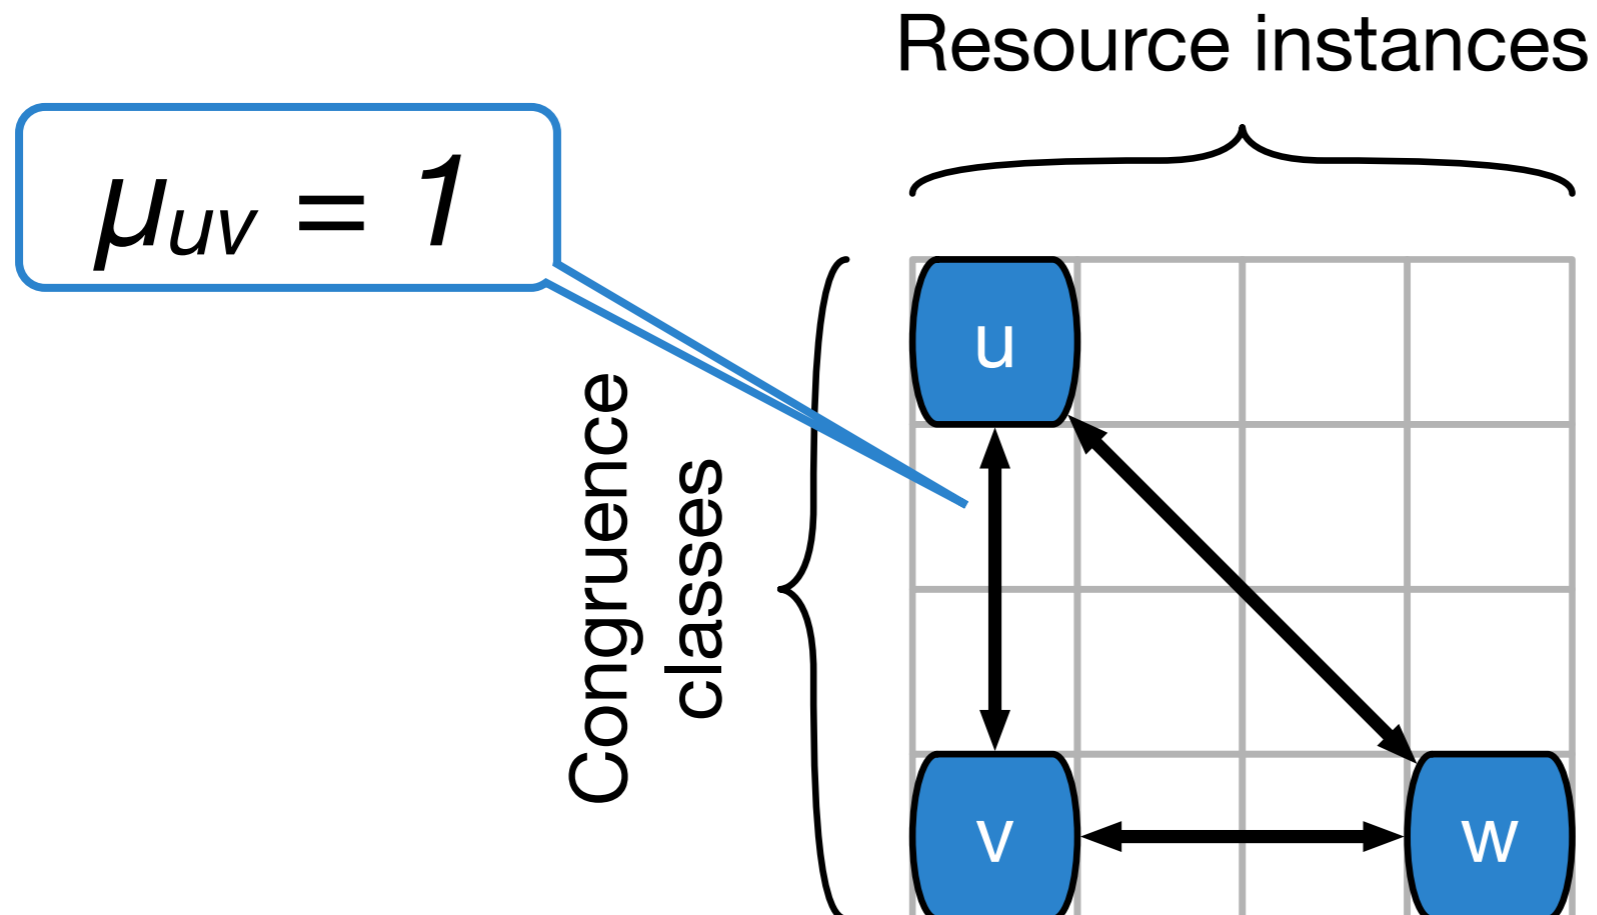 Resource instances
μuv = 1
Congruence
classes
u
v
w